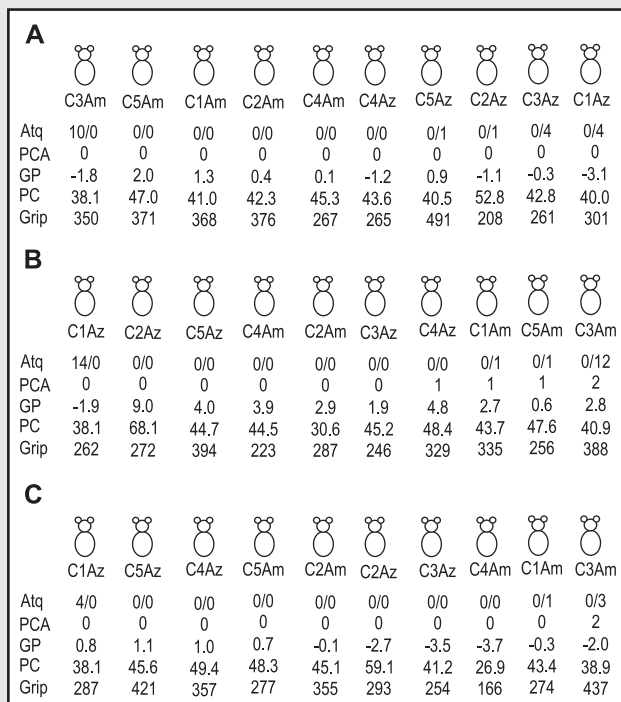 A
C3Am C5Am C1Am C2Am C4Am C4Az C5Az C2Az C3Az C1Az
Atq 10/0 0/0 0/0 0/0 0/0 0/0 0/1 0/1 0/4 0/4
PCA 0 0 0 0 0 0 0 0 0 0
GP -1.8 2.0 1.3 0.4 0.1 -1.2 0.9 -1.1 -0.3 -3.1
PC 38.1 47.0 41.0 42.3 45.3 43.6 40.5 52.8 42.8 40.0
Grip 350 371 368 376 267 265 491 208 261 301
B
C1Az C2Az C5Az C4Am C2Am C3Az C4Az C1Am C5Am C3Am
Atq 14/0 0/0 0/0 0/0 0/0 0/0 0/0 0/1 0/1 0/12
PCA 0 0 0 0 0 0 1 1 1 2
GP -1.9 9.0 4.0 3.9 2.9 1.9 4.8 2.7 0.6 2.8
PC 38.1 68.1 44.7 44.5 30.6 45.2 48.4 43.7 47.6 40.9
Grip 262 272 394 223 287 246 329 335 256 388
C
C1Az C5Az C4Az C5Am C2Am C2Az C3Az C4Am C1Am C3Am
Atq 4/0 0/0 0/0 0/0 0/0 0/0 0/0 0/0 0/1 0/3
PCA 0 0 0 0 0 0 0 0 0 2
GP 0.8 1.1 1.0 0.7 -0.1 -2.7 -3.5 -3.7 -0.3 -2.0
PC 38.1 45.6 49.4 48.3 45.1 59.1 41.2 26.9 43.4 38.9
Grip 287 421 357 277 355 293 254 166 274 437